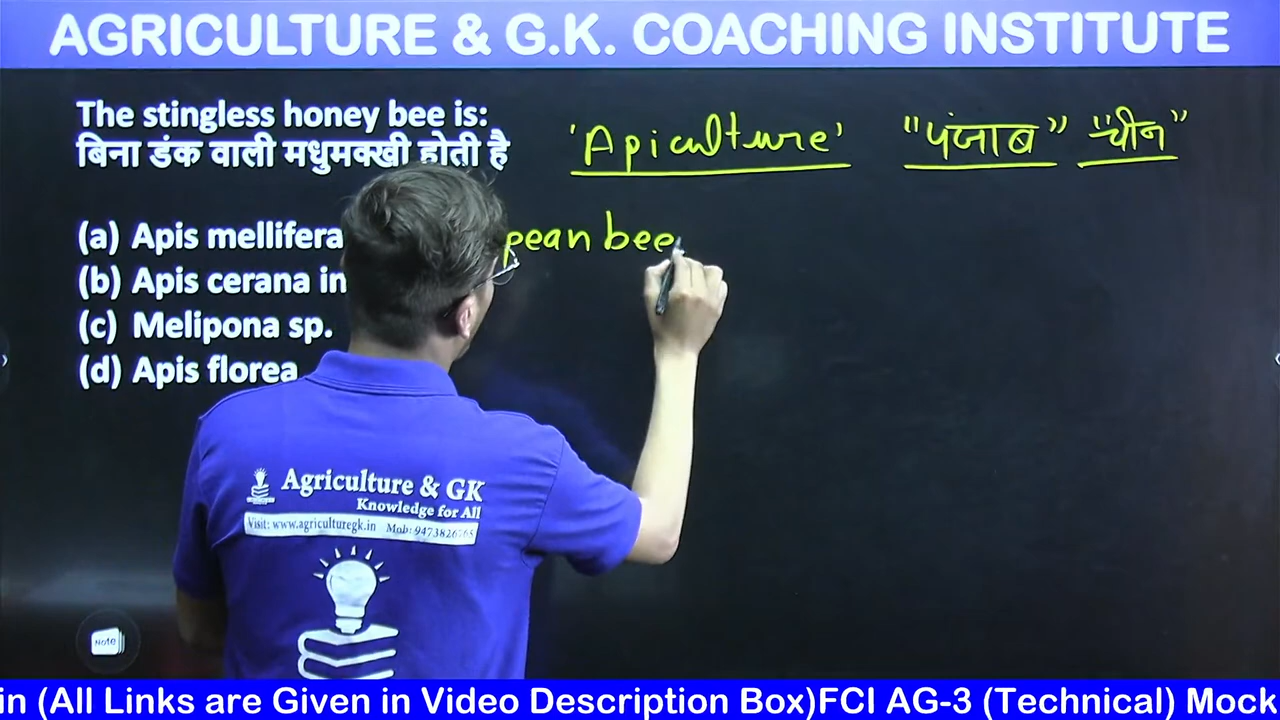 AGRICULTURE & G.K. COACHING INSTITUTE
The stingless honey bee is:
बिना डंक वाली मधुमक्खी होती है
'Apiculture' "पंजाब" "चीन"
(a) Apis mellifera pean bee
(b) Apis cerana in
(c) Melipona sp.
(d) Apis florea
Agriculture & GK
Knowledge for All
Visit: www.agriculturegk.in Mob:
Note
in (All Links are Given in Video Description Box)FCI AG-3 (Technical) Mock